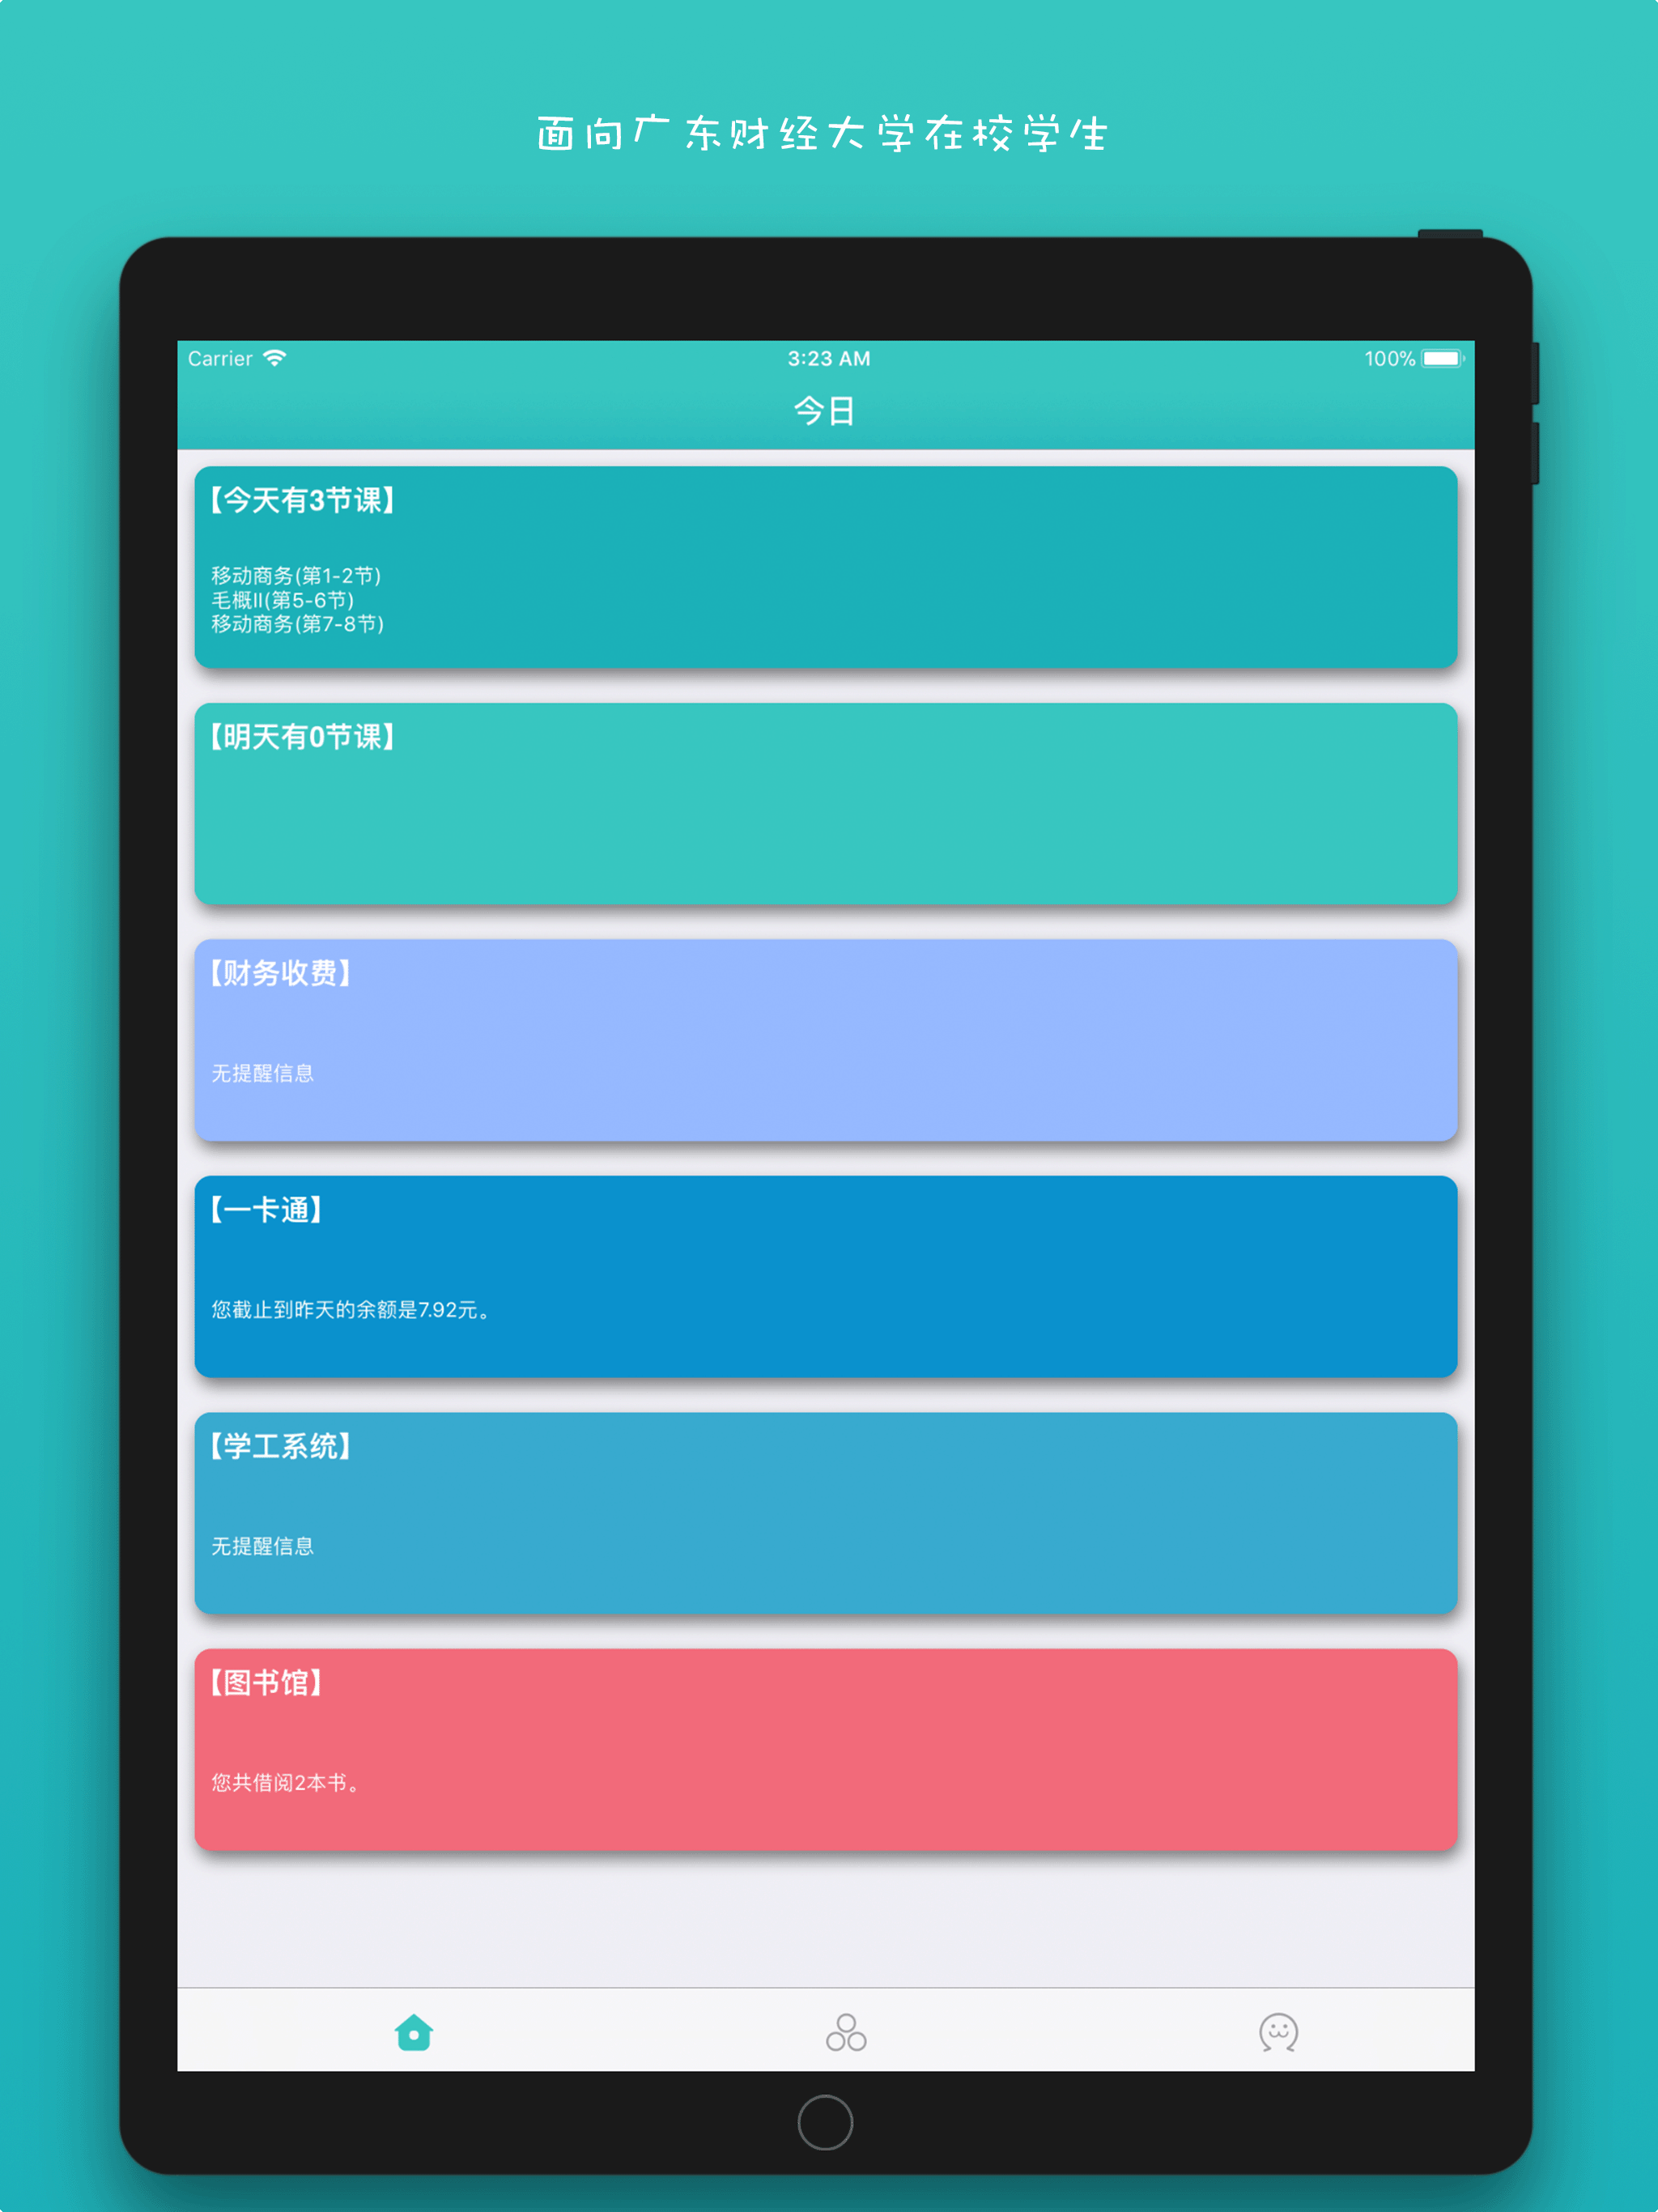 面向广东财经大学在校学生
Carrier
3:23 AM
100%
今日
【今天有3节课】
移动商务(第1-2节)
毛概II(第5-6节)
移动商务(第7-8节)
【明天有0节课】
【财务收费】
无提醒信息
【一卡通】
您截止到昨天的余额是7.92元。
【学工系统】
无提醒信息
【图书馆】
您共借阅2本书。